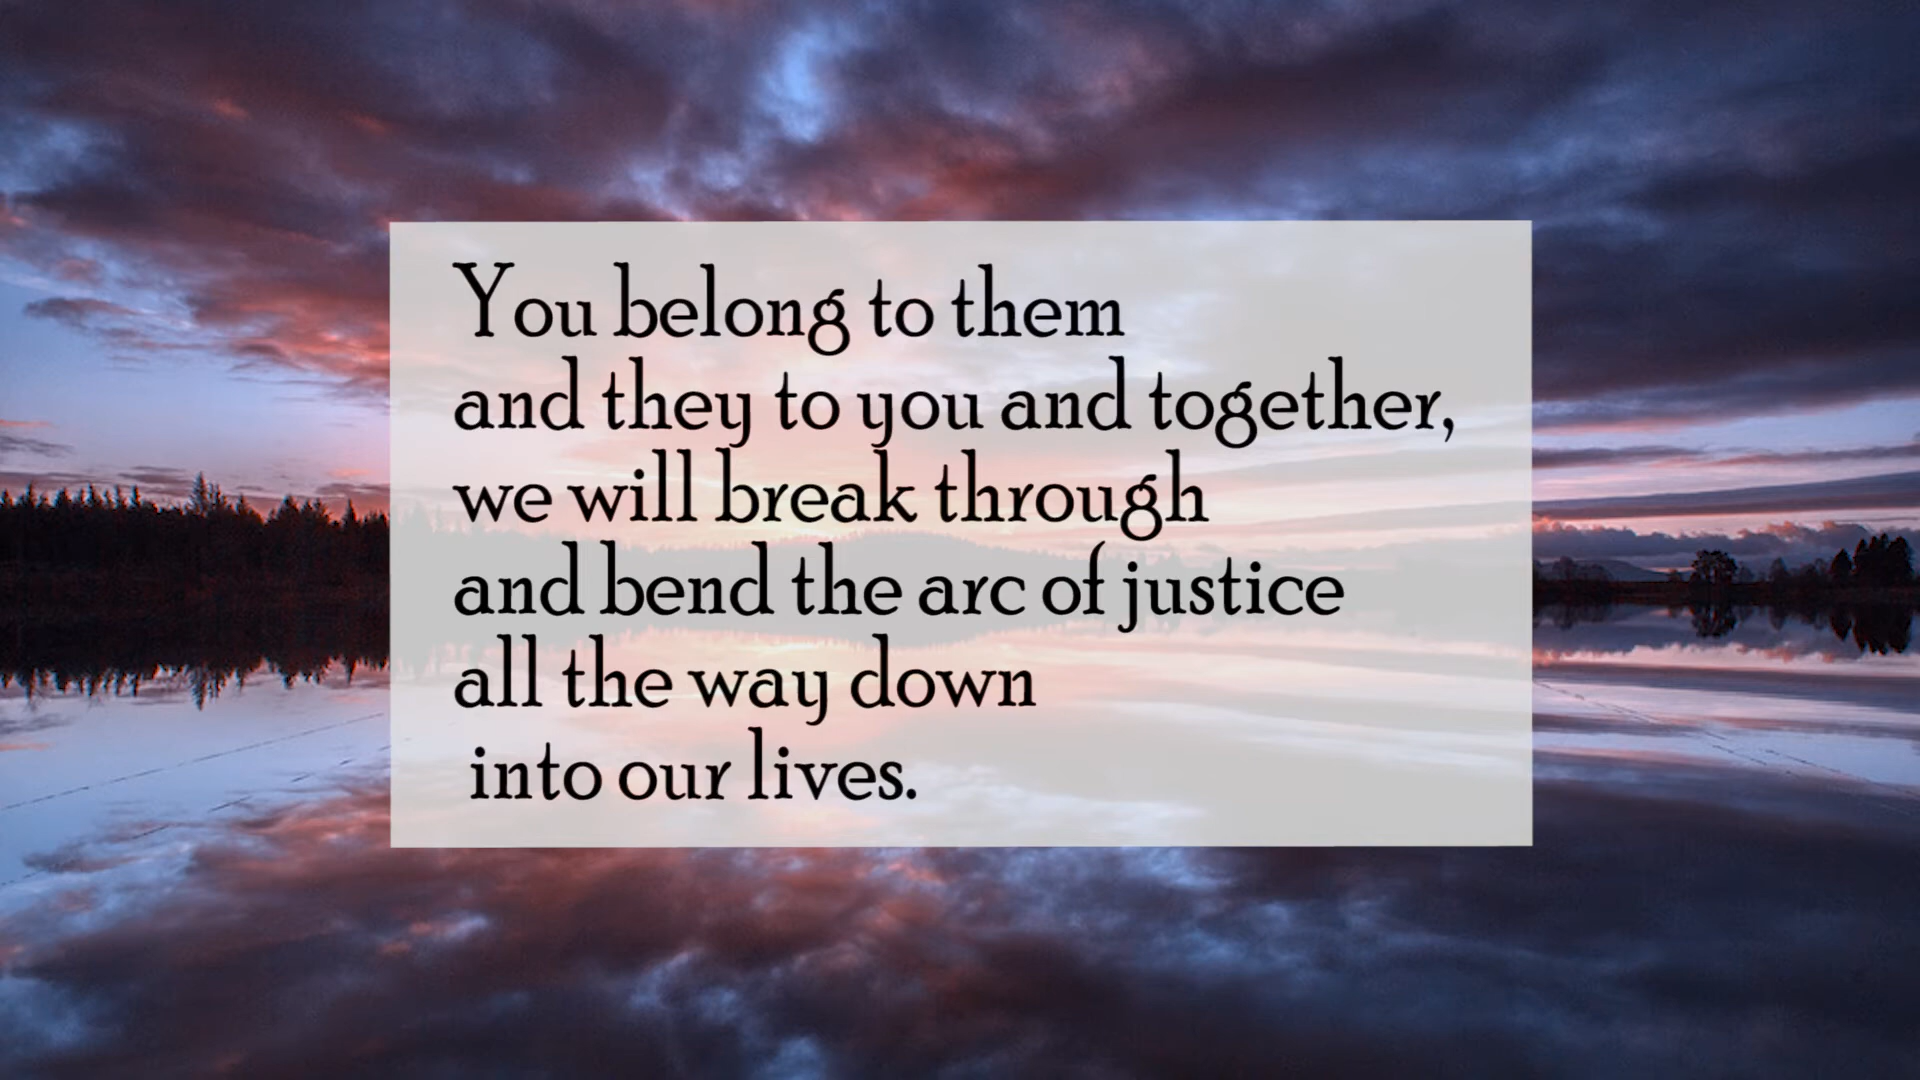 You belong to them
and they to you and together,
we will break through
and bend the arc of justice
all the way down
into our lives.